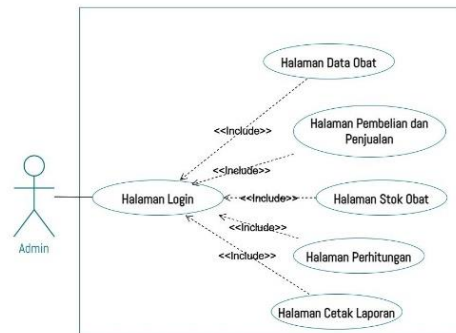 Halaman Data Obat
<<Include>>
Halaman Pembelian dan
Penjualan
<<Include>>
Halaman Login
<<Include>>
Halaman Stok Obat
Admin
<<Include>>
Halaman Perhitungan
<<Include>>
Halaman Cetak Laporan